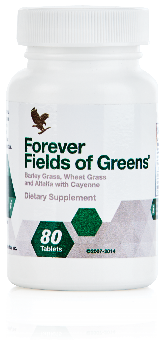 Forever
Fields of Greens®
Barley Grass, Wheat Grass
and Alfalfa with Cayenne
Dietary Supplement
80
Tablets
©2007-2014